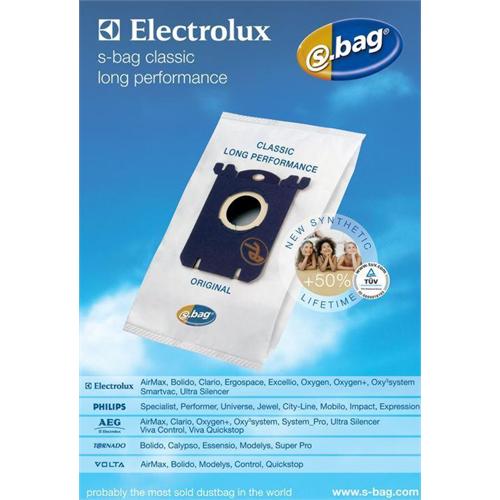 Electrolux
s-bag classic
long performance
s-bag®
CLASSIC
LONG PERFORMANCE
ORIGINAL
s-bag®
NEW SYNTHETIC
+50%
LIFETIME
TÜV
Electrolux AirMax, Bolido, Clario, Ergospace, Excellio, Oxygen, Oxygen+, Oxy³system
Smartvac, Ultra Silencer
PHILIPS Specialist, Performer, Universe, Jewel, City-Line, Mobilo, Impact, Expression
AEG AirMax, Clario, Oxygen+, Oxy³system, System_Pro, Ultra Silencer
Electrolux Viva Control, Viva Quickstop
TORNADO Bolido, Calypso, Essensio, Modelys, Super Pro
VOLTA AirMax, Bolido, Modelys, Control, Quickstop
probably the most sold dustbag in the world www.s-bag.com